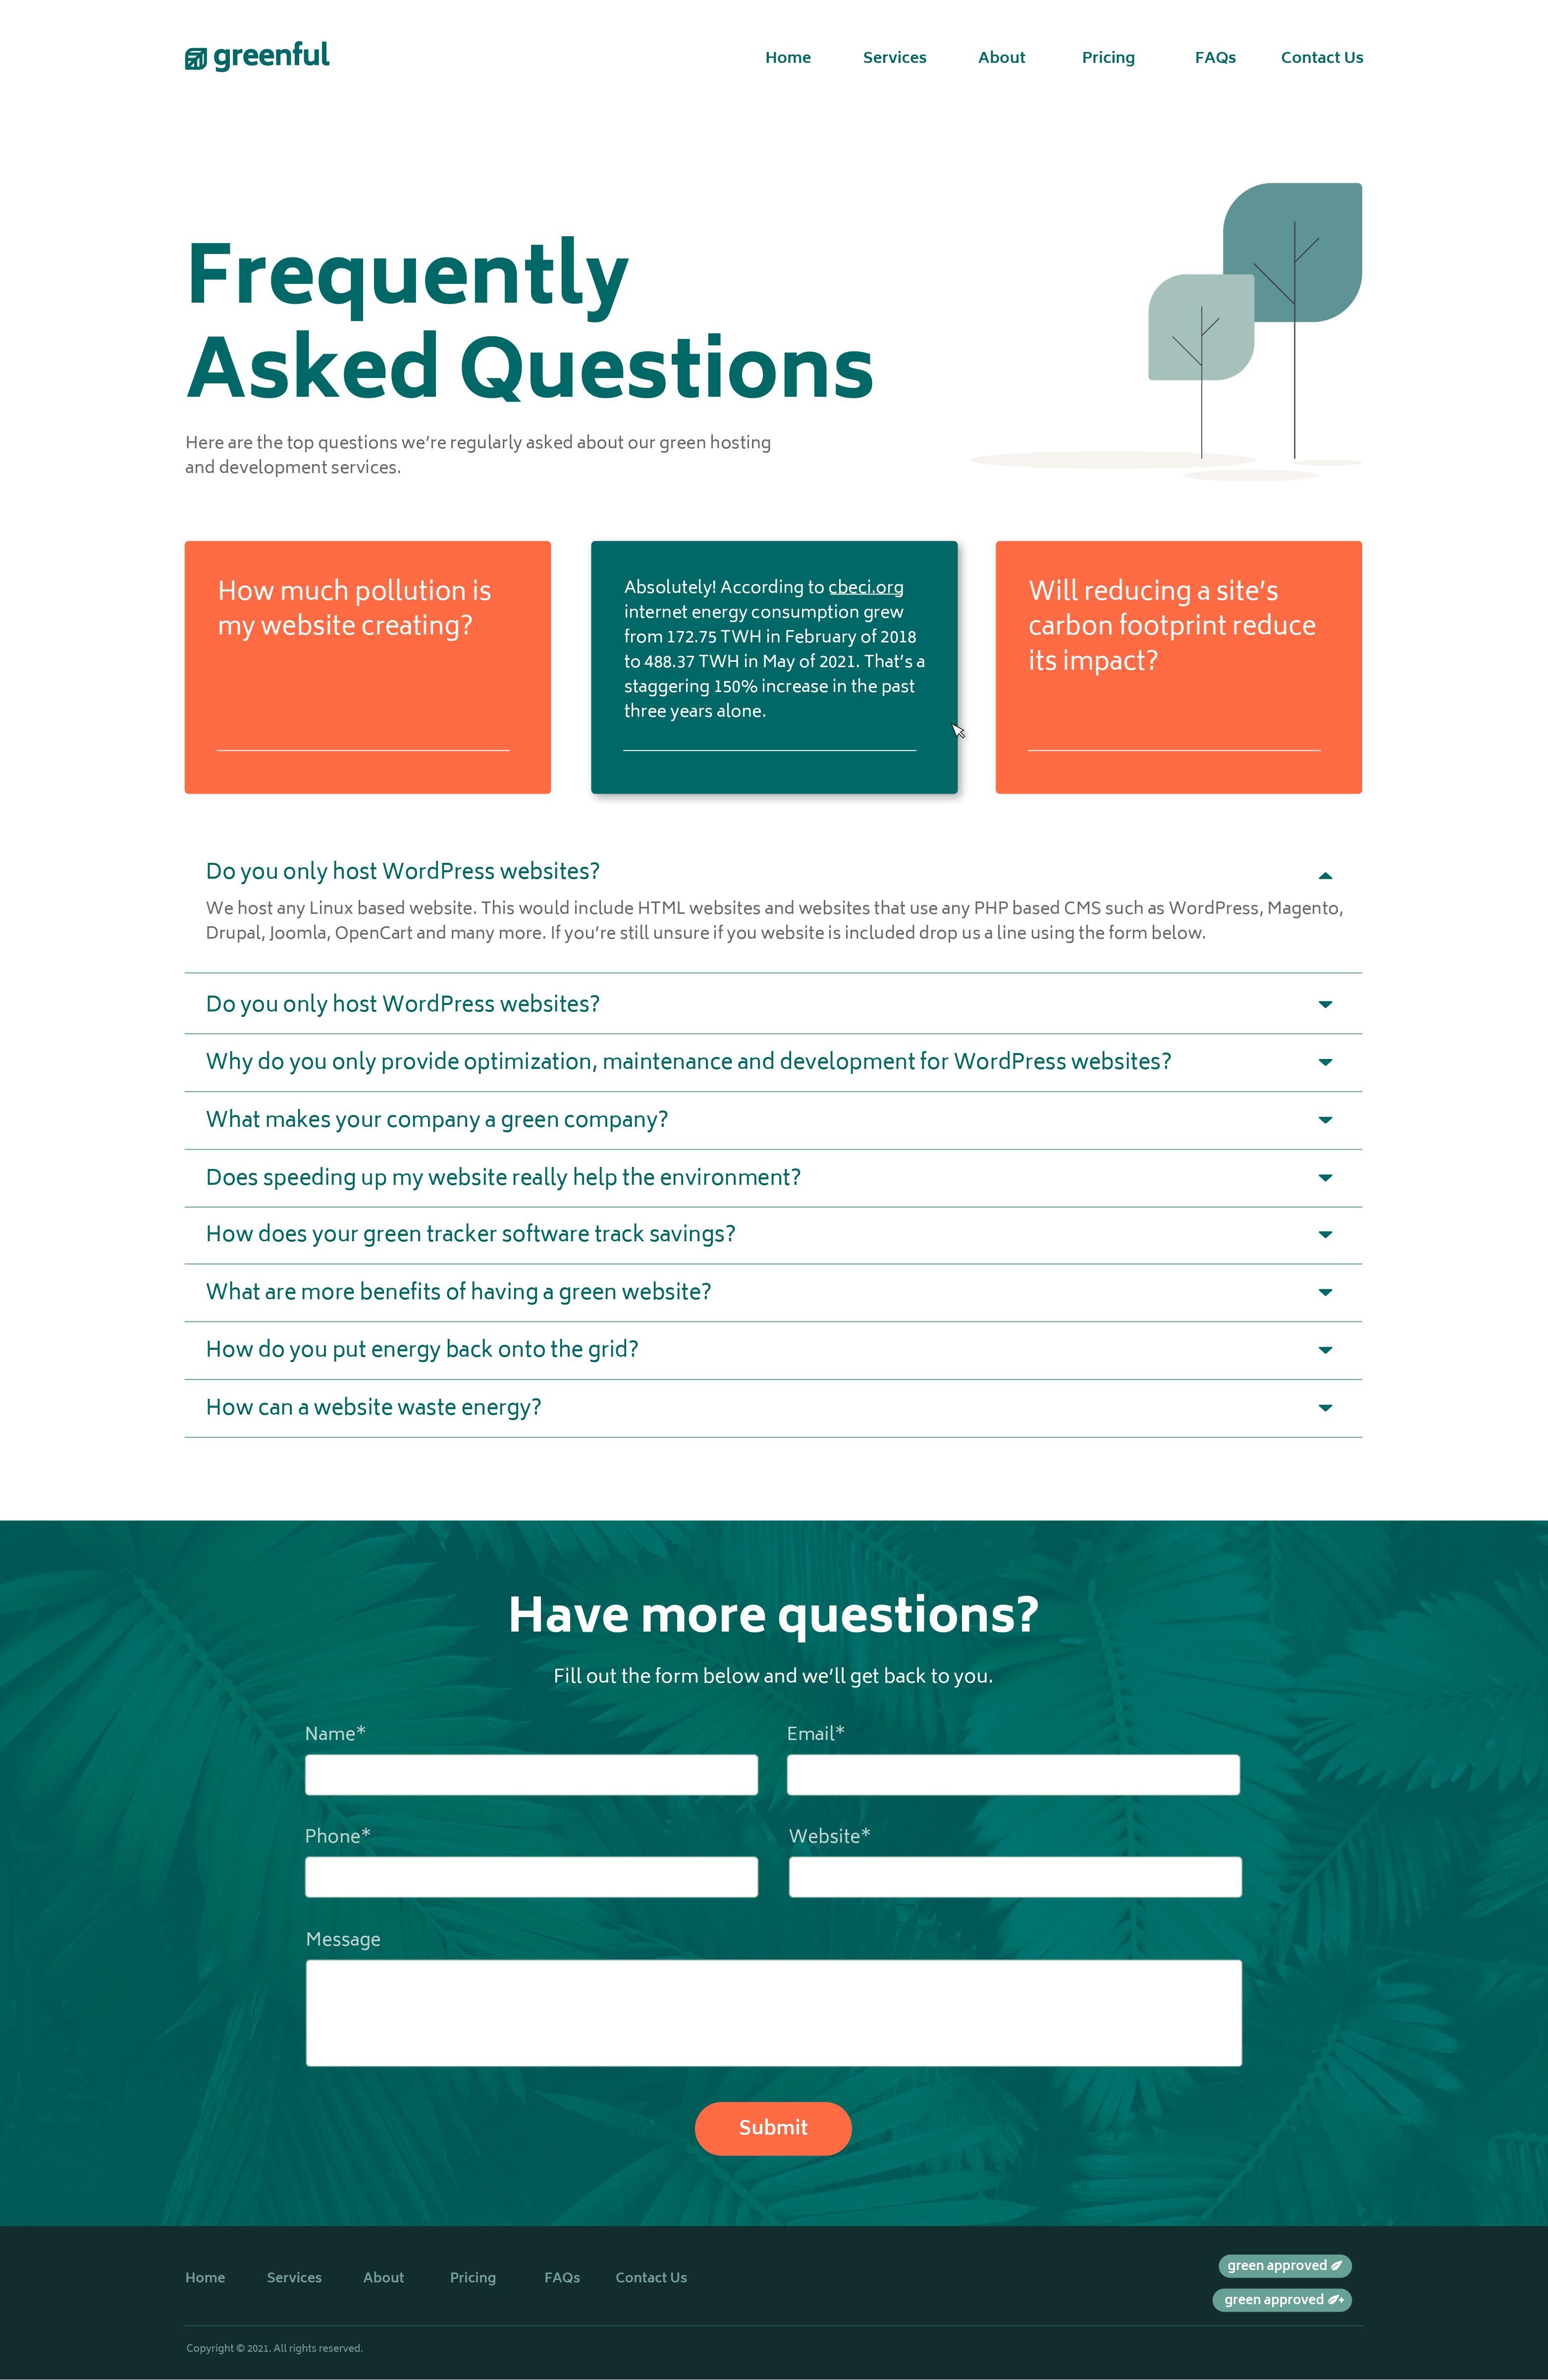 greenful
Home Services About Pricing FAQs Contact Us
Frequently
Asked Questions
Here are the top questions we’re regularly asked about our green hosting
and development services.
How much pollution is
my website creating?
Absolutely! According to cbeci.org
internet energy consumption grew
from 172.75 TWH in February of 2018
to 488.37 TWH in May of 2021. That’s a
staggering 150% increase in the past
three years alone.
Will reducing a site’s
carbon footprint reduce
its impact?
Do you only host WordPress websites?
We host any Linux based website. This would include HTML websites and websites that use any PHP based CMS such as WordPress, Magento,
Drupal, Joomla, OpenCart and many more. If you’re still unsure if you website is included drop us a line using the form below.
Do you only host WordPress websites?
Why do you only provide optimization, maintenance and development for WordPress websites?
What makes your company a green company?
Does speeding up my website really help the environment?
How does your green tracker software track savings?
What are more benefits of having a green website?
How do you put energy back onto the grid?
How can a website waste energy?
Have more questions?
Fill out the form below and we’ll get back to you.
Name* Email*
Phone* Website*
Message
Submit
Home Services About Pricing FAQs Contact Us
green approved
green approved
Copyright © 2021. All rights reserved.